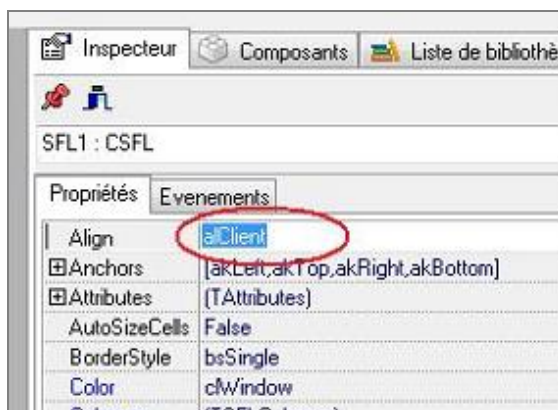 Inspecteur Composants Liste de bibliothè
SFL1 : CSFL
Propriétés Evenements
Align alClient
Anchors [akLeft,akTop,akRight,akBottom]
Attributes (TAttributes)
AutoSizeCells False
BorderStyle bsSingle
Color clWindow